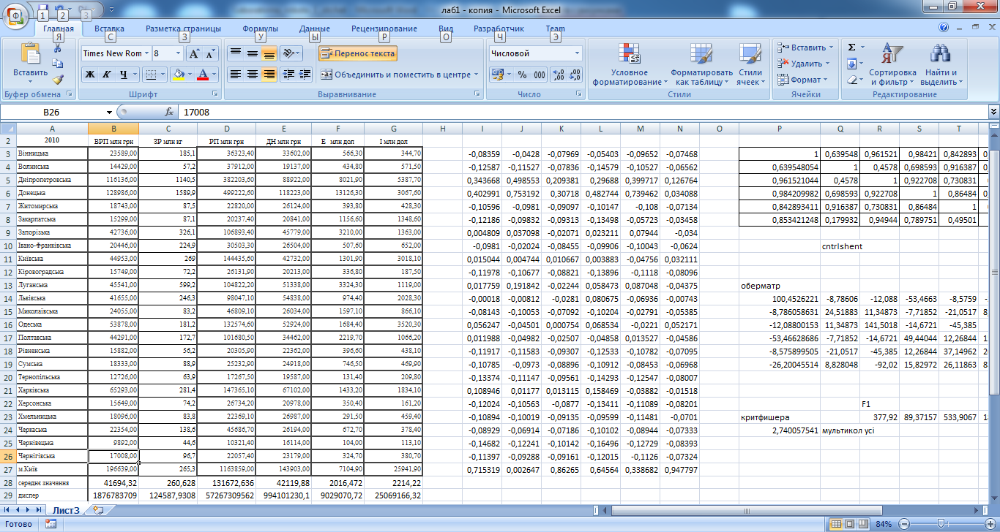 лаб1 - копия - Microsoft Excel
Ф 1 2 3
Главная Вставка Разметка страницы Формулы Данные Рецензирование Вид Разработчик Team
Я С З У Ы Р О Ч Э
Вставить
Буфер обмена
Times New Rom 8
Ж К Ч
Шрифт
Перенос текста
Объединить и поместить в центре
Выравнивание
Числовой
% 000
Число
Условное форматирование
Форматировать как таблицу
Стили ячеек
Стили
Вставить
Удалить
Формат
Ячейки
Σ
Сортировка и фильтр
Найти и выделить
Редактирование
B26 fx 17008
A B C D E F G H I J K L M N O P Q R S T
2 2010 ВРП млн грн ЗР млн кг РП млн грн ДН млн грн Е млн дол І млн дол
3 Вінницька 23589,00 185,1 36323,40 33602,00 566,30 344,70 -0,08359 -0,0428 -0,07969 -0,05403 -0,09652 -0,07468 1 0,639548 0,961521 0,98421 0,842893
4 Волинська 14429,00 57,2 37912,00 19137,00 434,80 571,50 -0,12587 -0,11527 -0,07836 -0,14579 -0,10527 -0,06562 0,639548054 1 0,4578 0,698593 0,916387
5 Дніпропетровська 116136,00 1140,5 382203,60 88922,00 8021,90 5387,70 0,343668 0,498553 0,209381 0,29688 0,399717 0,126764 0,961521044 0,4578 1 0,922708 0,730831
6 Донецька 128986,00 1589,9 499222,60 118223,00 13126,30 3067,60 0,402991 0,753192 0,30718 0,482744 0,739462 0,034088 0,984209982 0,698593 0,922708 1 0,86484
7 Житомирська 18743,00 87,5 22820,00 26124,00 393,80 428,30 -0,10596 -0,0981 -0,09097 -0,10147 -0,108 -0,07134 0,842893411 0,916387 0,730831 0,86484 1
8 Закарпатська 15299,00 87,1 20237,40 20841,00 1156,60 1348,60 -0,12186 -0,09832 -0,09313 -0,13498 -0,05723 -0,03458 0,853421248 0,179932 0,94944 0,789751 0,49501
9 Запорізька 42736,00 326,1 106893,40 45779,00 3210,00 1363,00 0,004809 0,037098 -0,02071 0,023211 0,07944 -0,034
10 Івано-Франківська 20446,00 224,9 30503,30 26504,00 507,60 652,00 -0,0981 -0,02024 -0,08455 -0,09906 -0,10043 -0,0624 cntrlshent
11 Київська 44953,00 269 144435,60 42732,00 1301,90 3018,10 0,015044 0,004744 0,010667 0,003883 -0,04756 0,032111
12 Кіровоградська 15749,00 72,2 26131,90 20213,00 336,80 187,50 -0,11978 -0,10677 -0,08821 -0,13896 -0,1118 -0,08096
13 Луганська 45541,00 599,2 104822,20 51338,00 3324,30 1119,00 0,017759 0,191842 -0,02244 0,058473 0,087048 -0,04375 оберматр
14 Львівська 41655,00 246,3 98047,10 54838,00 974,40 2028,30 -0,00018 -0,00812 -0,0281 0,080675 -0,06936 -0,00743 100,4526221 -8,78606 -12,088 -53,4663 -8,5759
15 Миколаївська 24055,00 83,2 46809,10 26034,00 1597,10 866,10 -0,08143 -0,10053 -0,07092 -0,10204 -0,02791 -0,05385 -8,786058631 24,51883 11,34873 -7,71852 -21,0517
16 Одеська 53878,00 181,2 132574,60 52924,00 1684,40 3520,30 0,056247 -0,04501 0,000754 0,068534 -0,0221 0,052171 -12,08800153 11,34873 141,5018 -14,6721 -45,385
17 Полтавська 44291,00 172,7 101680,50 34462,00 2219,70 1066,20 0,011988 -0,04982 -0,02507 -0,04858 0,013527 -0,04586 -53,46628686 -7,71852 -14,6721 49,44044 12,26844
18 Рівненська 15882,00 56,2 20305,90 22362,00 396,60 438,10 -0,11917 -0,11583 -0,09307 -0,12533 -0,10782 -0,07095 -8,575899505 -21,0517 -45,385 12,26844 37,14962
19 Сумська 18333,00 88,9 25232,90 24918,00 746,50 469,90 -0,10785 -0,0973 -0,08896 -0,10912 -0,08453 -0,06968 -26,20045514 8,828048 -92,02 15,82972 26,11863
20 Тернопільська 12726,00 63,9 17267,50 19587,00 131,40 209,80 -0,13374 -0,11147 -0,09561 -0,14293 -0,12547 -0,08007
21 Харківська 65293,00 281,4 147365,10 67102,00 1433,20 1834,10 0,108946 0,01177 0,013115 0,158469 -0,03882 -0,01518
22 Херсонська 15649,00 74,2 26734,20 20978,00 350,40 161,20 -0,12024 -0,10563 -0,0877 -0,13411 -0,11089 -0,08201 F1
23 Хмельницька 18096,00 83,8 22369,10 26987,00 291,50 459,40 -0,10894 -0,10019 -0,09135 -0,09599 -0,11481 -0,0701 критфишера 377,92 89,37157 533,9067
24 Черкаська 22354,00 138,6 45686,70 26194,00 672,70 378,40 -0,08929 -0,06914 -0,07186 -0,10102 -0,08944 -0,07333 2,740057541 мультикол усі
25 Чернівецька 9892,00 44,6 10321,40 16114,00 104,00 113,10 -0,14682 -0,12241 -0,10142 -0,16496 -0,12729 -0,08393
26 Чернігівська 17008,00 96,7 22057,40 23179,00 324,70 380,70 -0,11397 -0,09288 -0,09161 -0,12015 -0,1126 -0,07324
27 м.Київ 196639,00 265,3 1163859,00 143903,00 7104,90 25941,90 0,715319 0,002647 0,86265 0,64564 0,338682 0,947797
28 середнє значення 41694,32 260,628 131672,636 42119,88 2016,472 2214,22
29 диспер 1876783709 124587,9308 57267309562 994101230,1 9029070,72 25069166,32
Лист3
Готово 84%